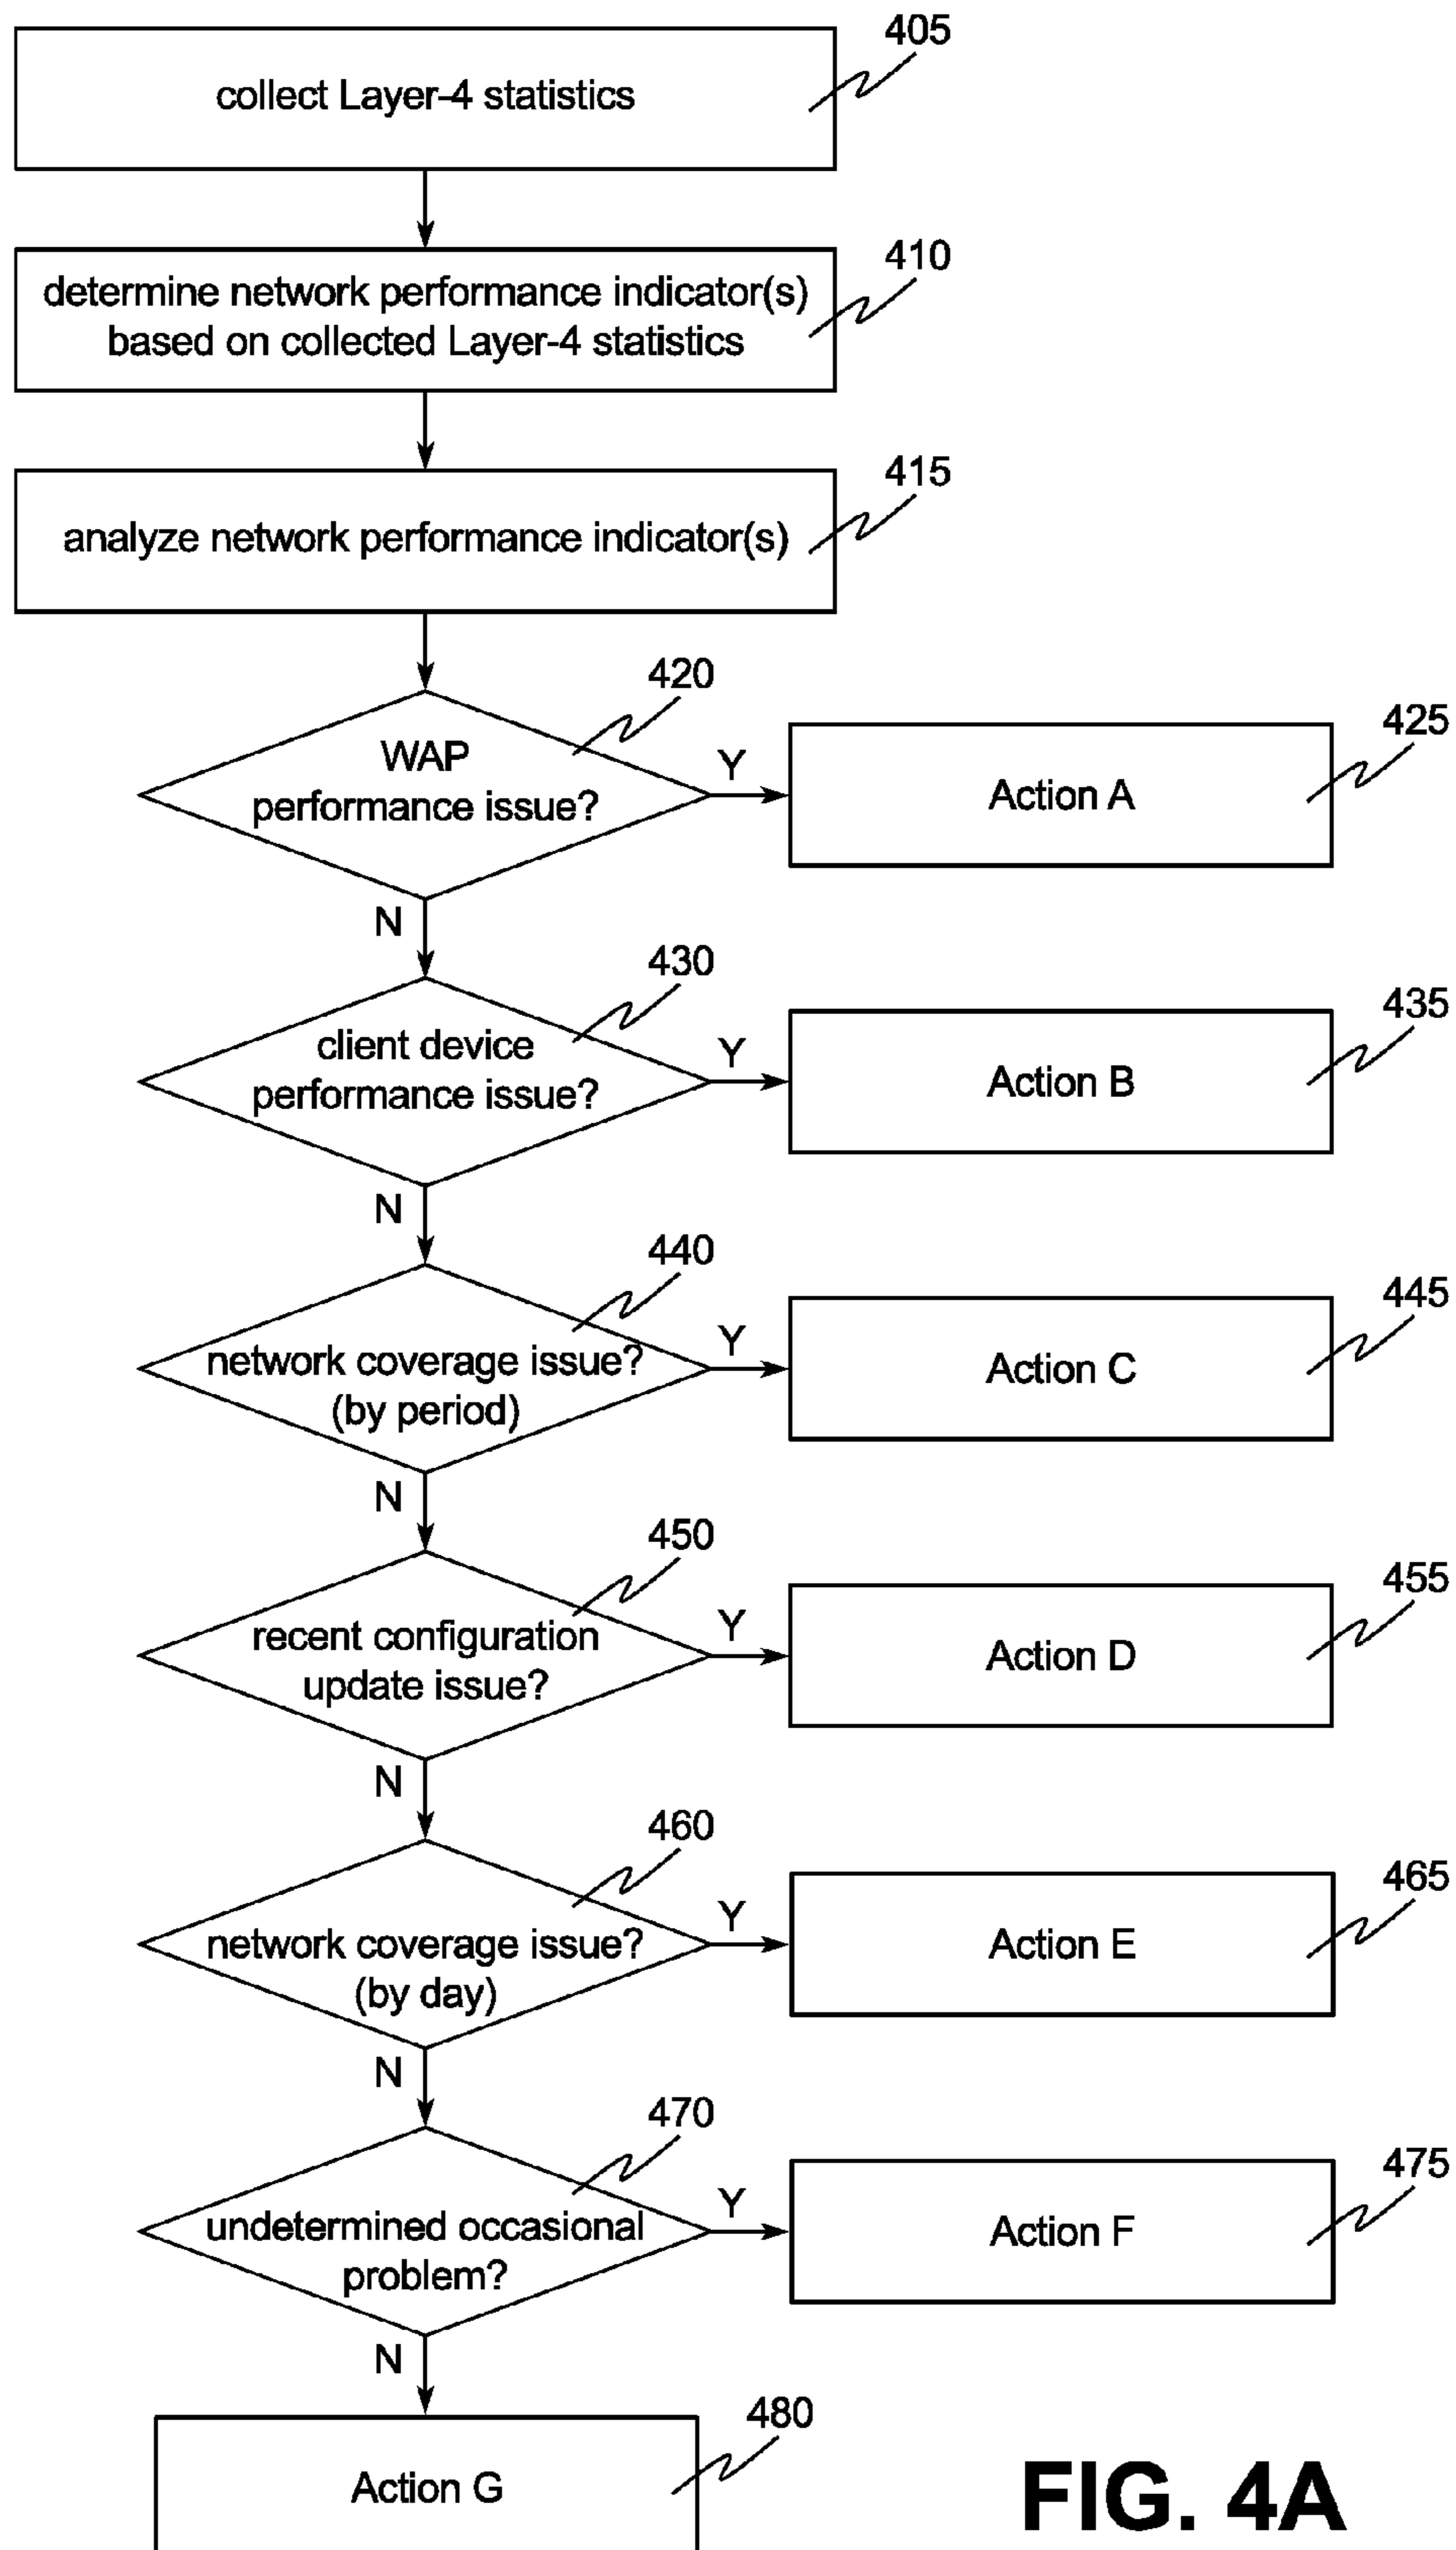 405
collect Layer-4 statistics
410
determine network performance indicator(s)
based on collected Layer-4 statistics
415
analyze network performance indicator(s)
420
WAP
performance issue?
Y
425
Action A
N
430
client device
performance issue?
Y
435
Action B
N
440
network coverage issue?
(by period)
Y
445
Action C
N
450
recent configuration
update issue?
Y
455
Action D
N
460
network coverage issue?
(by day)
Y
465
Action E
N
470
undetermined occasional
problem?
Y
475
Action F
N
480
Action G
FIG. 4A